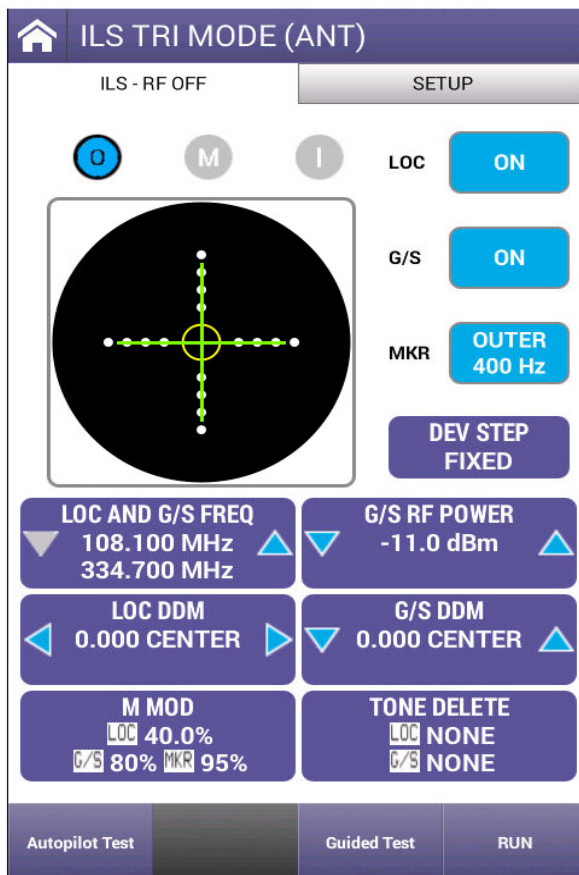 ILS TRI MODE (ANT)
ILS - RF OFF
SETUP
O
M
I
LOC
ON
G/S
ON
MKR
OUTER
400 Hz
DEV STEP
FIXED
LOC AND G/S FREQ
108.100 MHz
334.700 MHz
G/S RF POWER
-11.0 dBm
LOC DDM
0.000 CENTER
G/S DDM
0.000 CENTER
M MOD
LOC 40.0%
G/S 80% MKR 95%
TONE DELETE
LOC NONE
G/S NONE
Autopilot Test
Guided Test
RUN